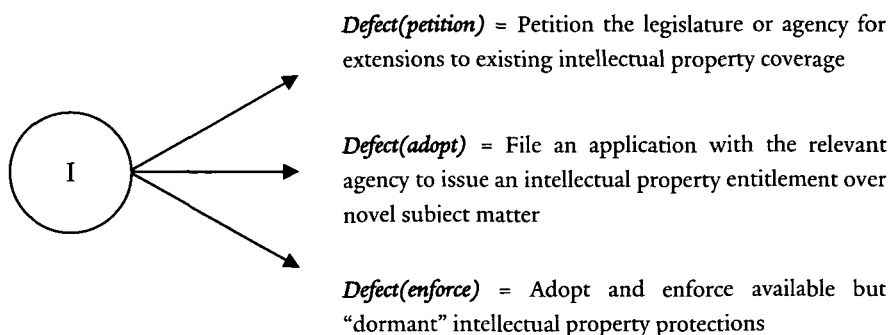 Defect(petition) = Petition the legislature or agency for
extensions to existing intellectual property coverage
I
Defect(adopt) = File an application with the relevant
agency to issue an intellectual property entitlement over
novel subject matter
Defect(enforce) = Adopt and enforce available but
“dormant” intellectual property protections